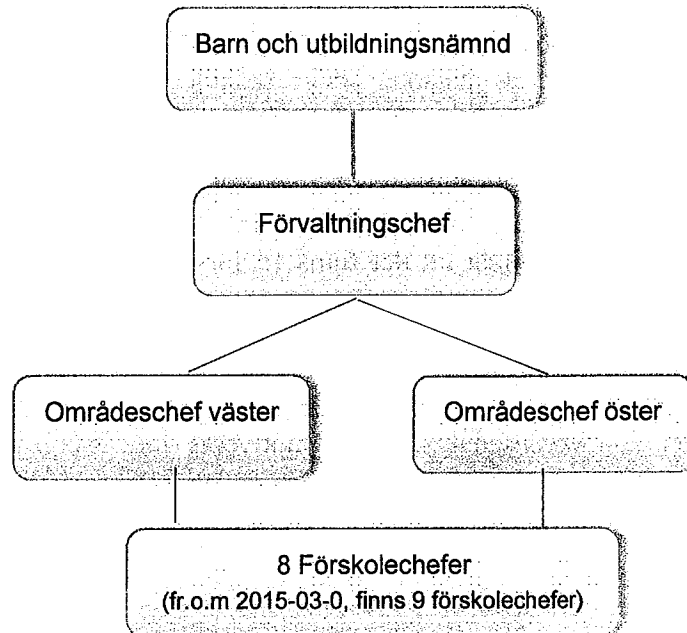 Barn och utbildningsnämnd
Förvaltningschef
Områdeschef väster
Områdeschef öster
8 Förskolechefer
(fr.o.m 2015-03-0, finns 9 förskolechefer)